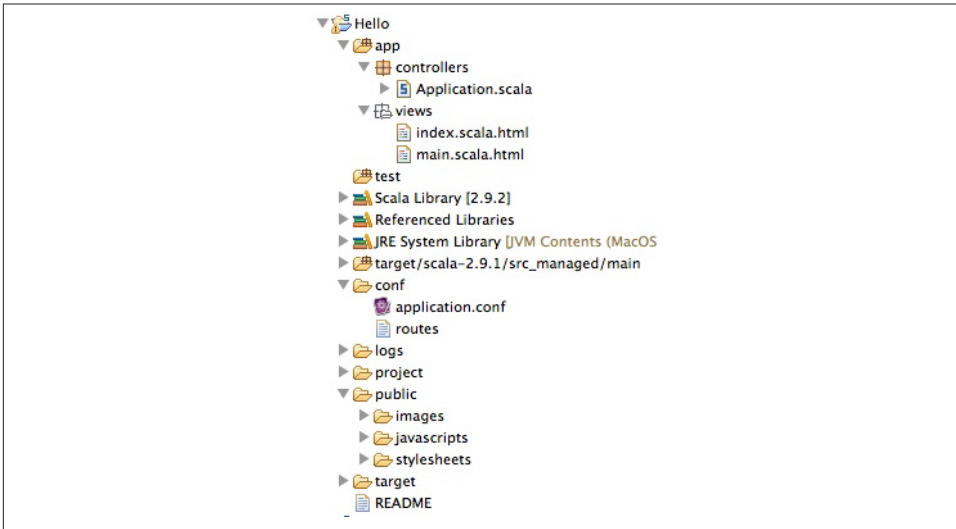 Hello
app
controllers
Application.scala
views
index.scala.html
main.scala.html
test
Scala Library [2.9.2]
Referenced Libraries
JRE System Library [JVM Contents (MacOS
target/scala-2.9.1/src_managed/main
conf
application.conf
routes
logs
project
public
images
javascripts
stylesheets
target
README